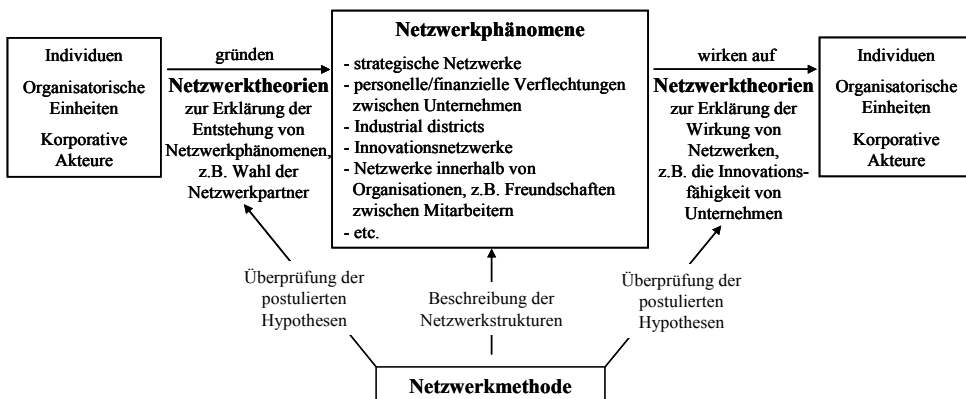 Individuen
Organisatorische
Einheiten
Korporative
Akteure
gründen
Netzwerktheorien
zur Erklärung der
Entstehung von
Netzwerkphänomenen,
z.B. Wahl der
Netzwerkpartner
Netzwerkphänomene
- strategische Netzwerke
- personelle/finanzielle Verflechtungen
zwischen Unternehmen
- Industrial districts
- Innovationsnetzwerke
- Netzwerke innerhalb von
Organisationen, z.B. Freundschaften
zwischen Mitarbeitern
- etc.
wirken auf
Netzwerktheorien
zur Erklärung der
Wirkung von
Netzwerken,
z.B. die Innovations-
fähigkeit von
Unternehmen
Individuen
Organisatorische
Einheiten
Korporative
Akteure
Überprüfung der
postulierten
Hypothesen
Beschreibung der
Netzwerkstrukturen
Überprüfung der
postulierten
Hypothesen
Netzwerkmethode